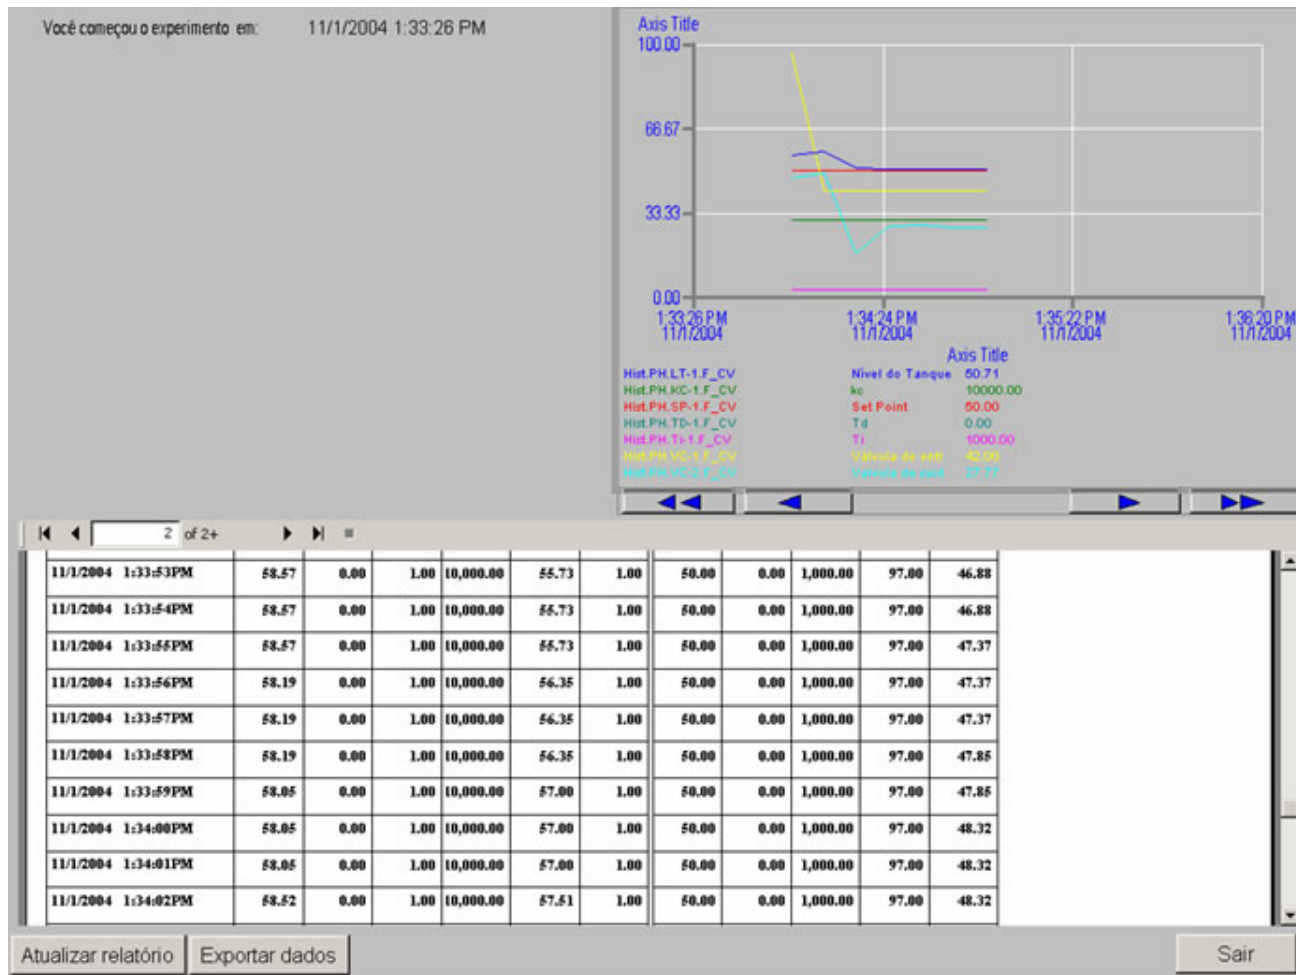 Você começou o experimento em: 11/1/2004 1:33:26 PM
Axis Title
100.00
66.67
33.33
0.00
1:33:26 PM 1:34:24 PM 1:35:22 PM 1:36:20 PM
11/1/2004 11/1/2004 11/1/2004 11/1/2004
Axis Title
Hist.PH.LT-1.F_CV Nível do Tanque 50.71
Hist.PH.KC-1.F_CV kc 10000.00
Hist.PH.SP-1.F_CV Set Point 50.00
Hist.PH.TD-1.F_CV Td 0.00
Hist.PH.Ti-1.F_CV Ti 1000.00
Hist.PH.VC-1.F_CV Válvula de entr 42.00
Hist.PH.VC-2.F_CV Válvula de saíd 27.77
2 of 2+
11/1/2004 1:33:53PM 58.57 0.00 1.00 10,000.00 55.73 1.00 50.00 0.00 1,000.00 97.00 46.88
11/1/2004 1:33:54PM 58.57 0.00 1.00 10,000.00 55.73 1.00 50.00 0.00 1,000.00 97.00 46.88
11/1/2004 1:33:55PM 58.57 0.00 1.00 10,000.00 55.73 1.00 50.00 0.00 1,000.00 97.00 47.37
11/1/2004 1:33:56PM 58.19 0.00 1.00 10,000.00 56.35 1.00 50.00 0.00 1,000.00 97.00 47.37
11/1/2004 1:33:57PM 58.19 0.00 1.00 10,000.00 56.35 1.00 50.00 0.00 1,000.00 97.00 47.37
11/1/2004 1:33:58PM 58.19 0.00 1.00 10,000.00 56.35 1.00 50.00 0.00 1,000.00 97.00 47.85
11/1/2004 1:33:59PM 58.05 0.00 1.00 10,000.00 57.00 1.00 50.00 0.00 1,000.00 97.00 47.85
11/1/2004 1:34:00PM 58.05 0.00 1.00 10,000.00 57.00 1.00 50.00 0.00 1,000.00 97.00 48.32
11/1/2004 1:34:01PM 58.05 0.00 1.00 10,000.00 57.00 1.00 50.00 0.00 1,000.00 97.00 48.32
11/1/2004 1:34:02PM 58.52 0.00 1.00 10,000.00 57.51 1.00 50.00 0.00 1,000.00 97.00 48.32
Atualizar relatório Exportar dados Sair